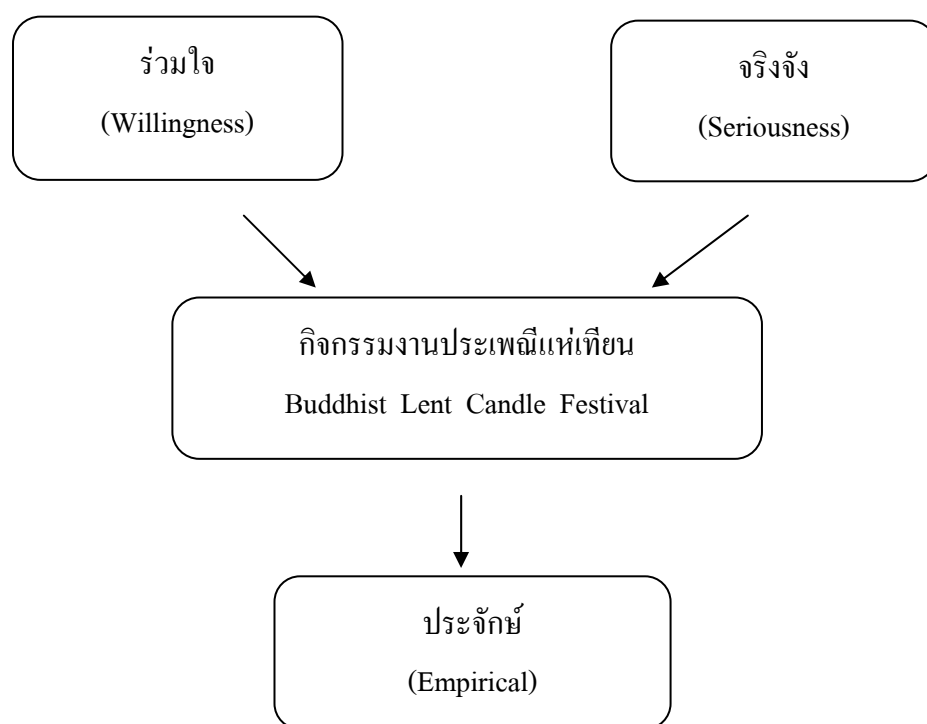 ร่วมใจ
(Willingness)
จริงจัง
(Seriousness)
กิจกรรมงานประเพณีแห่เทียน
Buddhist Lent Candle Festival
ประจักษ์
(Empirical)